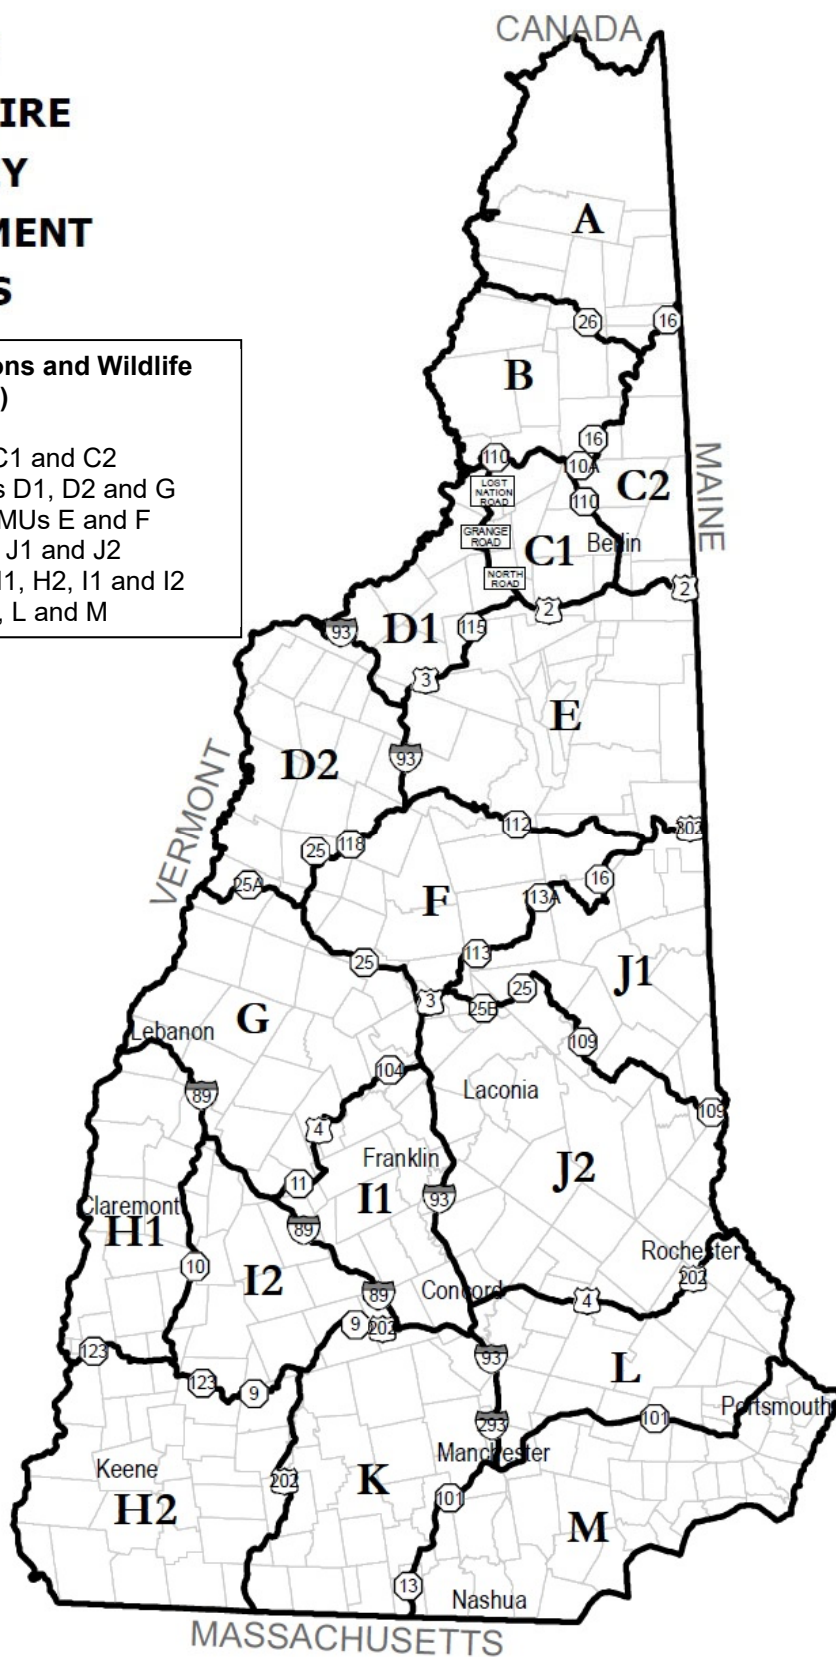 CANADA
IRE
Y
MENT
S
A
26
16
ons and Wildlife
)
B
C1 and C2
s D1, D2 and G
MUs E and F
J1 and J2
H1, H2, I1 and I2
, L and M
16
110
10A
C2
MAINE
LOST
NATION
ROAD
110
GRANGE
ROAD
C1
Berlin
NORTH
ROAD
2
2
93
D1
115
3
E
D2
93
VERMONT
112
302
25
118
25A
F
16
113A
113
25
J1
3
25B
25
G
Lebanon
109
104
Laconia
89
109
4
Franklin
J2
11
I1
93
Claremont
H1
89
Rochester
10
I2
202
89
Concord
4
9
202
123
93
L
123
9
Portsmouth
101
293
Manchester
Keene
202
K
101
H2
M
13
Nashua
MASSACHUSETTS